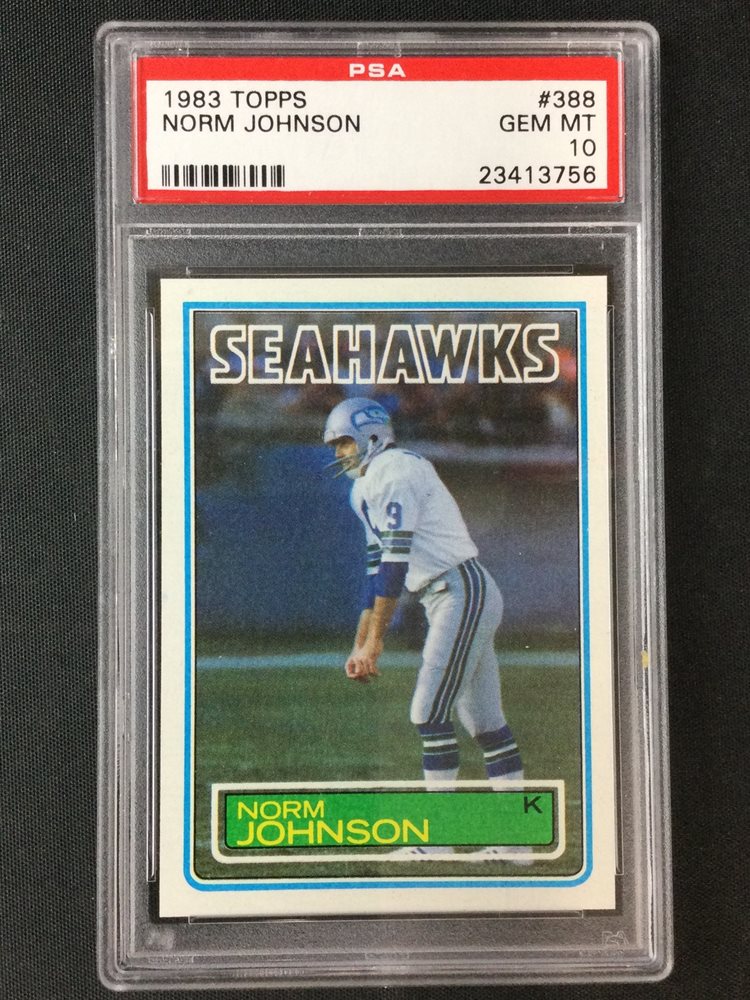 PSA
1983 TOPPS #388
NORM JOHNSON GEM MT
10
23413756
SEAHAWKS
9
NORM K
JOHNSON